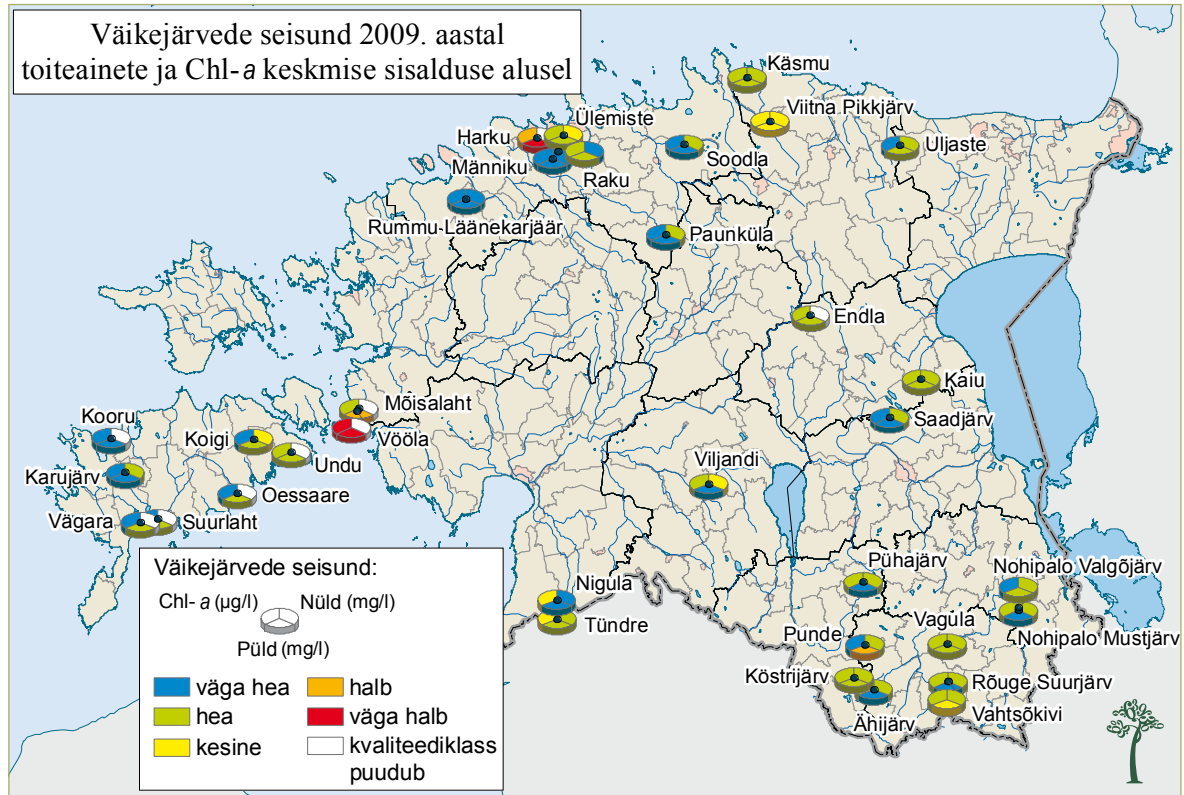 Väikejärvede seisund 2009. aastal
toiteainete ja Chl-a keskmise sisalduse alusel
Käsmu
Viitna Pikkjärv
Ülemiste
Harku
Männiku
Raku
Soodla
Uljaste
Rummu Läänekarjäär
Paunküla
Endla
Kaiu
Saadjärv
Mõisalaht
Vööla
Kooru
Koigi
Undu
Karujärv
Oessaare
Vägara
Suurlaht
Viljandi
Nigula
Tündre
Pühajärv
Nohipalo Valgõjärv
Nohipalo Mustjärv
Vagula
Punde
Köstrijärv
Rõuge Suurjärv
Ähijärv
Vahtsõkivi
Väikejärvede seisund:
Chl- a (µg/l)
Nüld (mg/l)
Püld (mg/l)
väga hea
halb
hea
väga halb
kesine
kvaliteediklass
puudub